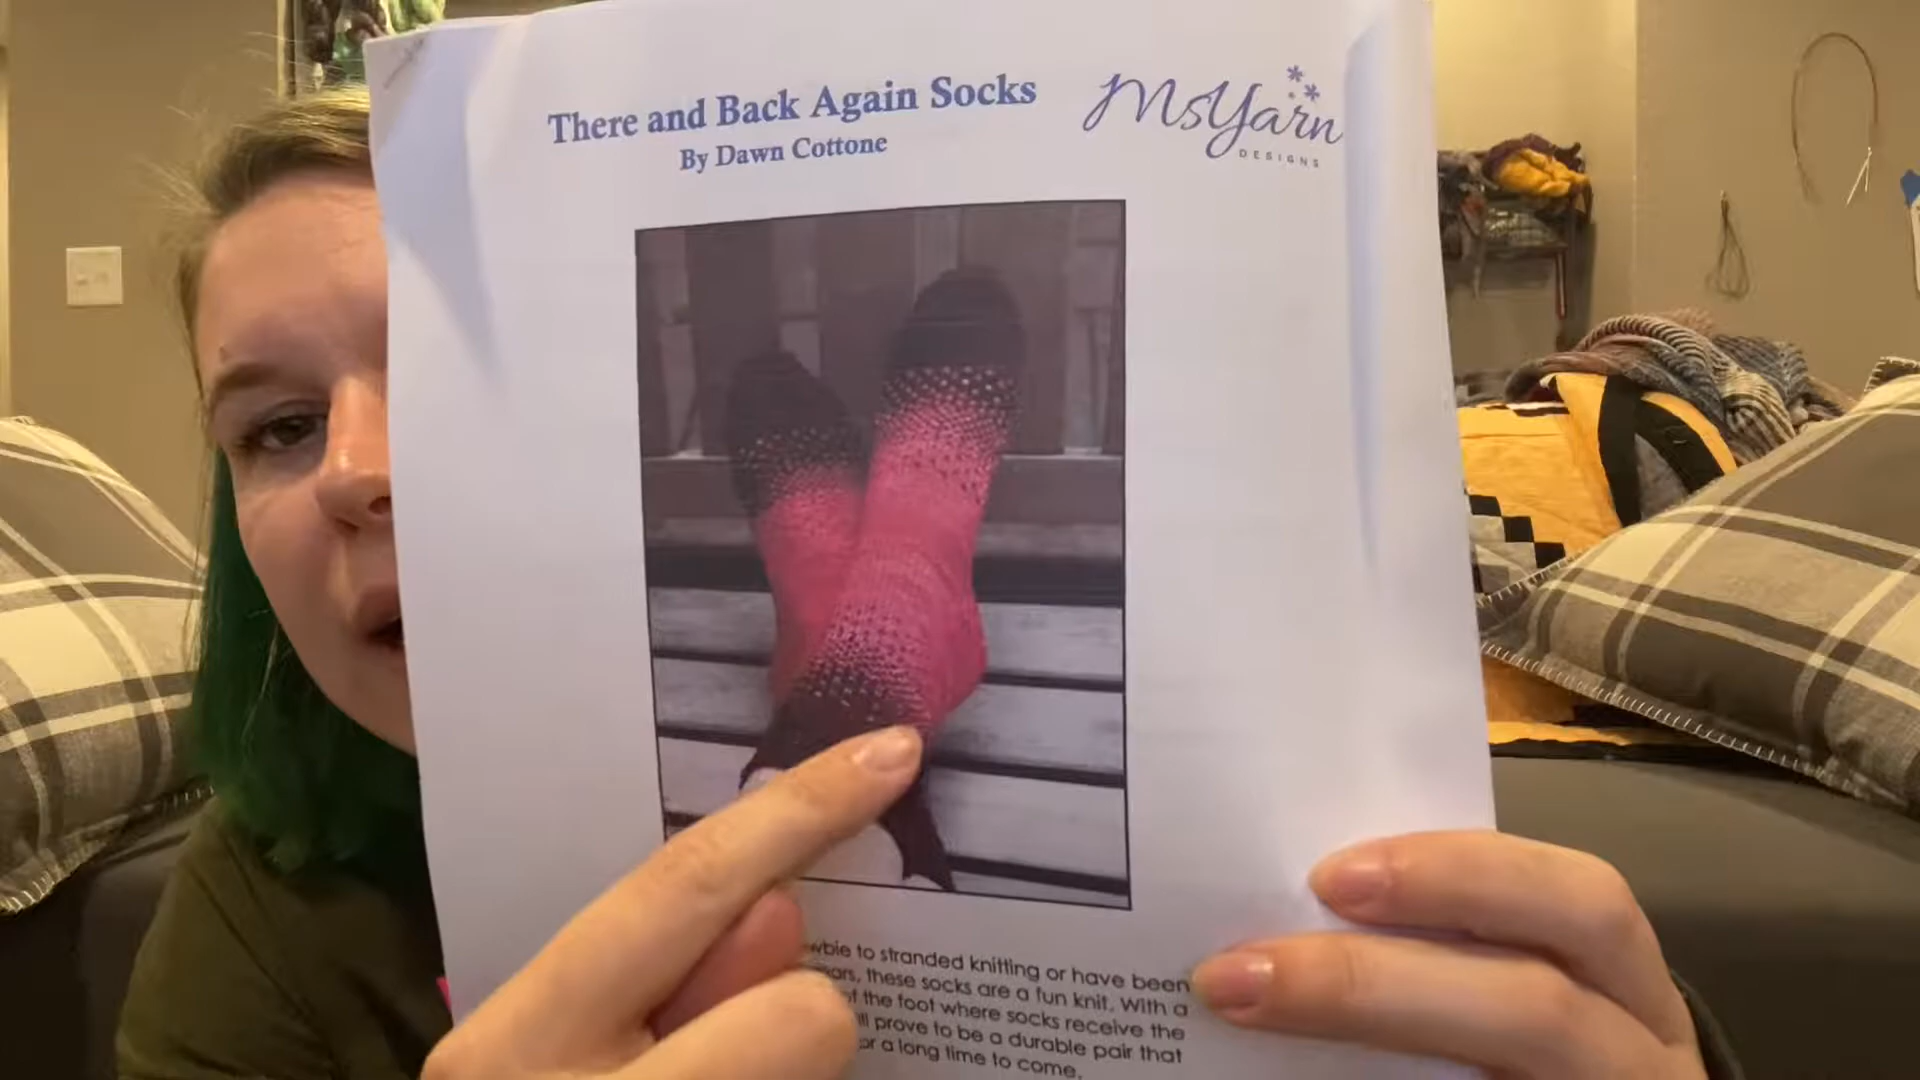 There and Back Again Socks
By Dawn Cottone
MsYarn
DESIGNS
to stranded knitting or have been
these socks are a fun knit. With a
the foot where socks receive the
prove to be a durable pair that
a long time to come.